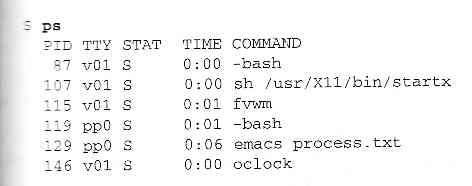 $ ps
PID TTY STAT TIME COMMAND
87 v01 S 0:00 -bash
107 v01 S 0:00 sh /usr/X11/bin/startx
115 v01 S 0:01 fvwm
119 pp0 S 0:01 -bash
129 pp0 S 0:06 emacs process.txt
146 v01 S 0:00 oclock